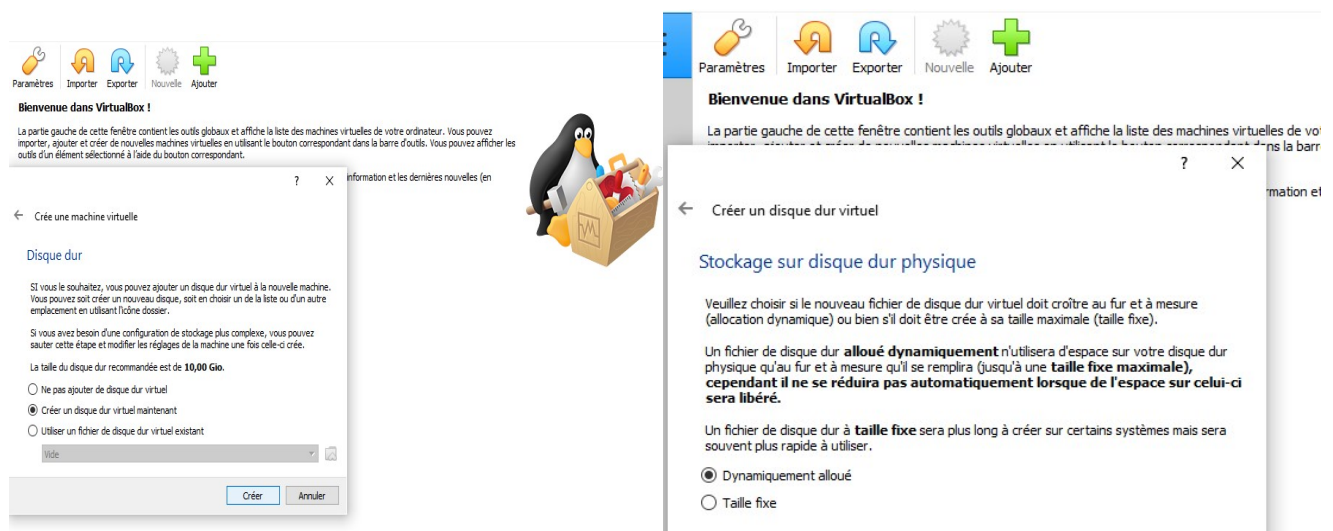 Paramètres Importer Exporter Nouvelle Ajouter
Bienvenue dans VirtualBox !
La partie gauche de cette fenêtre contient les outils globaux et affiche la liste des machines virtuelles de votre ordinateur. Vous pouvez
importer, ajouter et créer de nouvelles machines virtuelles en utilisant le bouton correspondant dans la barre d'outils. Vous pouvez afficher les
outils d'un élément sélectionné à l'aide du bouton correspondant.
information et les dernières nouvelles (en
? X
← Crée une machine virtuelle
Disque dur
SI vous le souhaitez, vous pouvez ajouter un disque dur virtuel à la nouvelle machine.
Vous pouvez soit créer un nouveau disque, soit en choisir un de la liste ou d'un autre
emplacement en utilisant l'icône dossier.
Si vous avez besoin d'une configuration de stockage plus complexe, vous pouvez
sauter cette étape et modifier les réglages de la machine une fois celle-ci crée.
La taille du disque dur recommandée est de 10,00 Gio.
Ne pas ajouter de disque dur virtuel
Créer un disque dur virtuel maintenant
Utiliser un fichier de disque dur virtuel existant
Vide
Créer Annuler
Paramètres Importer Exporter Nouvelle Ajouter
Bienvenue dans VirtualBox !
La partie gauche de cette fenêtre contient les outils globaux et affiche la liste des machines virtuelles de vot
importer, ajouter et créer de nouvelles machines virtuelles en utilisant le bouton correspondant dans la barr
rmation et
? X
← Créer un disque dur virtuel
Stockage sur disque dur physique
Veuillez choisir si le nouveau fichier de disque dur virtuel doit croître au fur et à mesure
(allocation dynamique) ou bien s'il doit être crée à sa taille maximale (taille fixe).
Un fichier de disque dur alloué dynamiquement n'utilisera d'espace sur votre disque dur
physique qu'au fur et à mesure qu'il se remplira (jusqu'à une taille fixe maximale),
cependant il ne se réduira pas automatiquement lorsque de l'espace sur celui-ci
sera libéré.
Un fichier de disque dur à taille fixe sera plus long à créer sur certains systèmes mais sera
souvent plus rapide à utiliser.
Dynamiquement alloué
Taille fixe